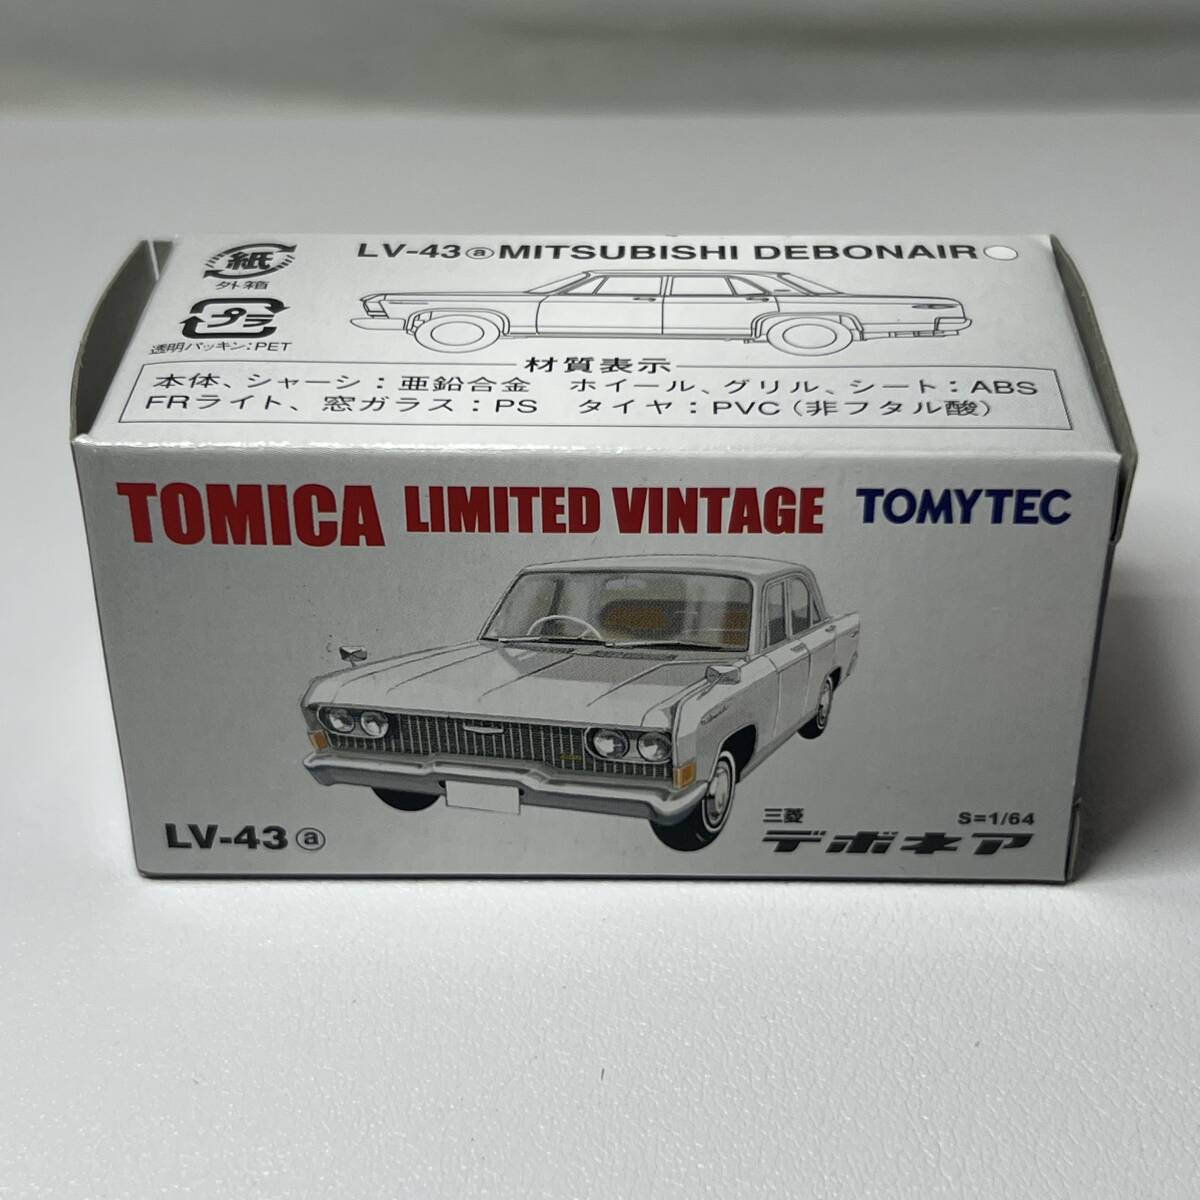 紙
外箱
プラ
透明パッキン:PET
LV-43ⓐMITSUBISHI DEBONAIR
材質表示
本体、シャーシ:亜鉛合金 ホイール、グリル、シート:ABS
FRライト、窓ガラス:PS タイヤ:PVC(非フタル酸)
TOMICA LIMITED VINTAGE TOMYTEC
LV-43ⓐ
三菱 S=1/64
デボネア